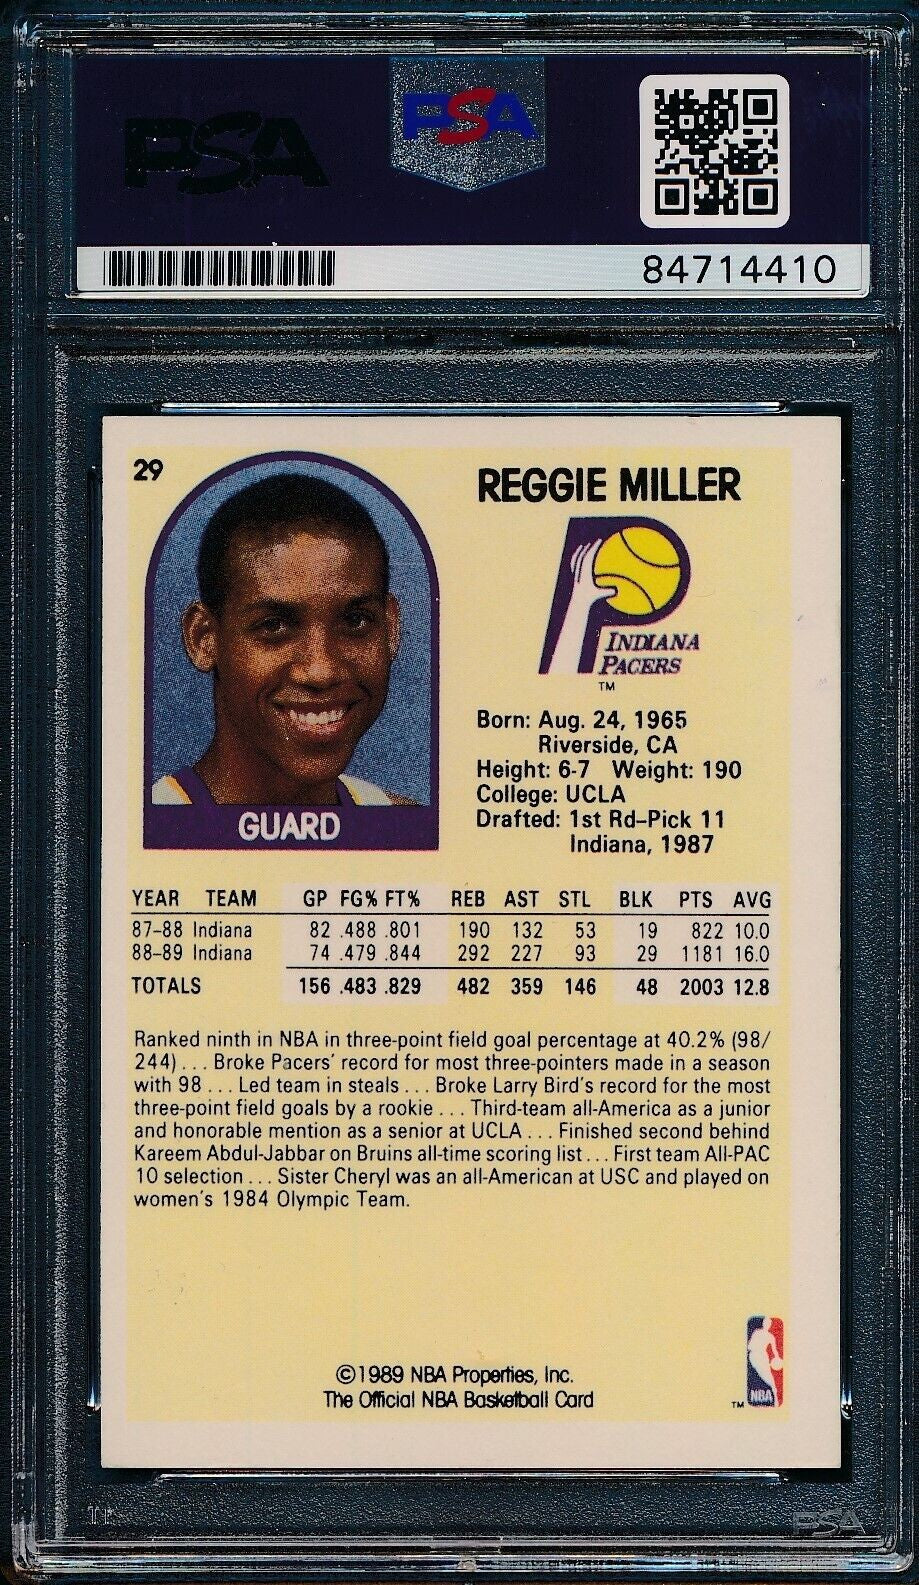 PSA
PSA
84714410
29
REGGIE MILLER
INDIANA
PACERS
TM
Born: Aug. 24, 1965
Riverside, CA
Height: 6-7 Weight: 190
College: UCLA
Drafted: 1st Rd-Pick 11
Indiana, 1987
GUARD
YEAR TEAM GP FG% FT% REB AST STL BLK PTS AVG
87-88 Indiana 82 .488 .801 190 132 53 19 822 10.0
88-89 Indiana 74 .479 .844 292 227 93 29 1181 16.0
TOTALS 156 .483 .829 482 359 146 48 2003 12.8
Ranked ninth in NBA in three-point field goal percentage at 40.2% (98/
244) . . . Broke Pacers' record for most three-pointers made in a season
with 98 . . . Led team in steals . . . Broke Larry Bird's record for the most
three-point field goals by a rookie . . . Third-team all-America as a junior
and honorable mention as a senior at UCLA . . . Finished second behind
Kareem Abdul-Jabbar on Bruins all-time scoring list . . . First team All-PAC
10 selection . . . Sister Cheryl was an all-American at USC and played on
women's 1984 Olympic Team.
©1989 NBA Properties, Inc.
The Official NBA Basketball Card
TM NBA
PSA